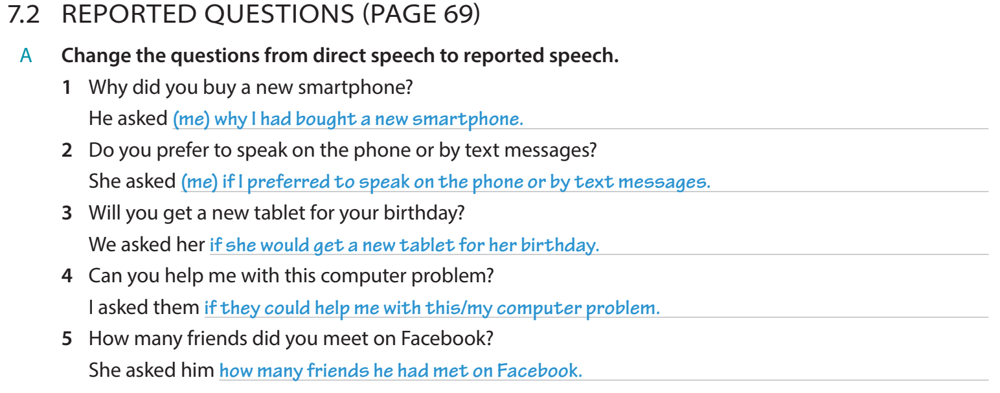 7.2 REPORTED QUESTIONS (PAGE 69)
A Change the questions from direct speech to reported speech.
1 Why did you buy a new smartphone?
He asked (me) why I had bought a new smartphone.
2 Do you prefer to speak on the phone or by text messages?
She asked (me) if I preferred to speak on the phone or by text messages.
3 Will you get a new tablet for your birthday?
We asked her if she would get a new tablet for her birthday.
4 Can you help me with this computer problem?
I asked them if they could help me with this/my computer problem.
5 How many friends did you meet on Facebook?
She asked him how many friends he had met on Facebook.